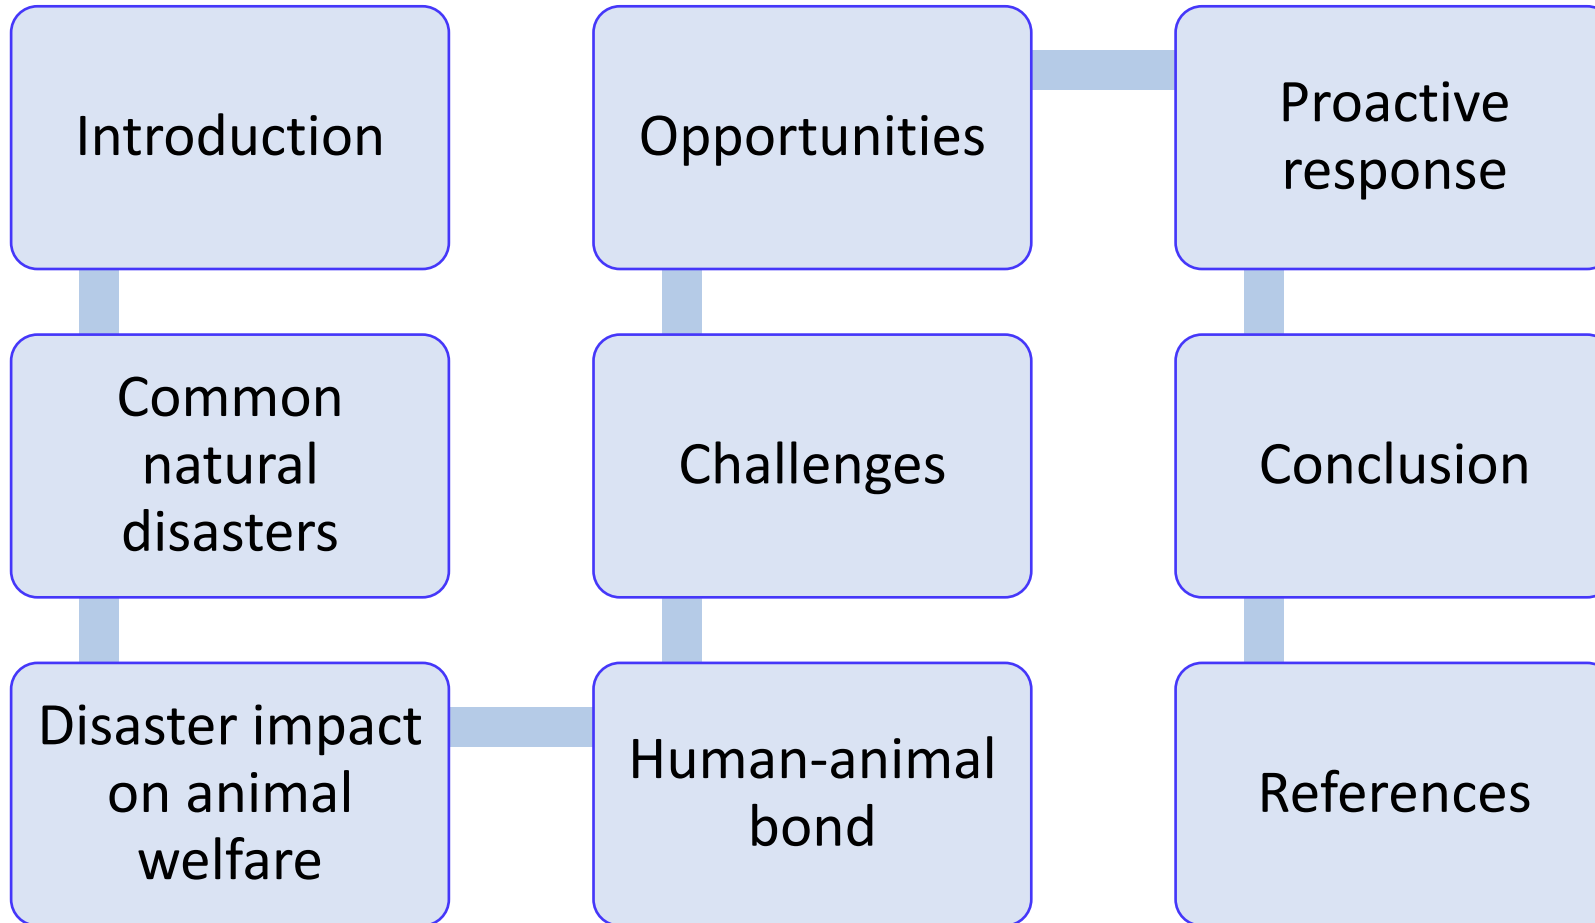 Introduction
Common
natural
disasters
Disaster impact
on animal
welfare
Human-animal
bond
Challenges
Opportunities
Proactive
response
Conclusion
References